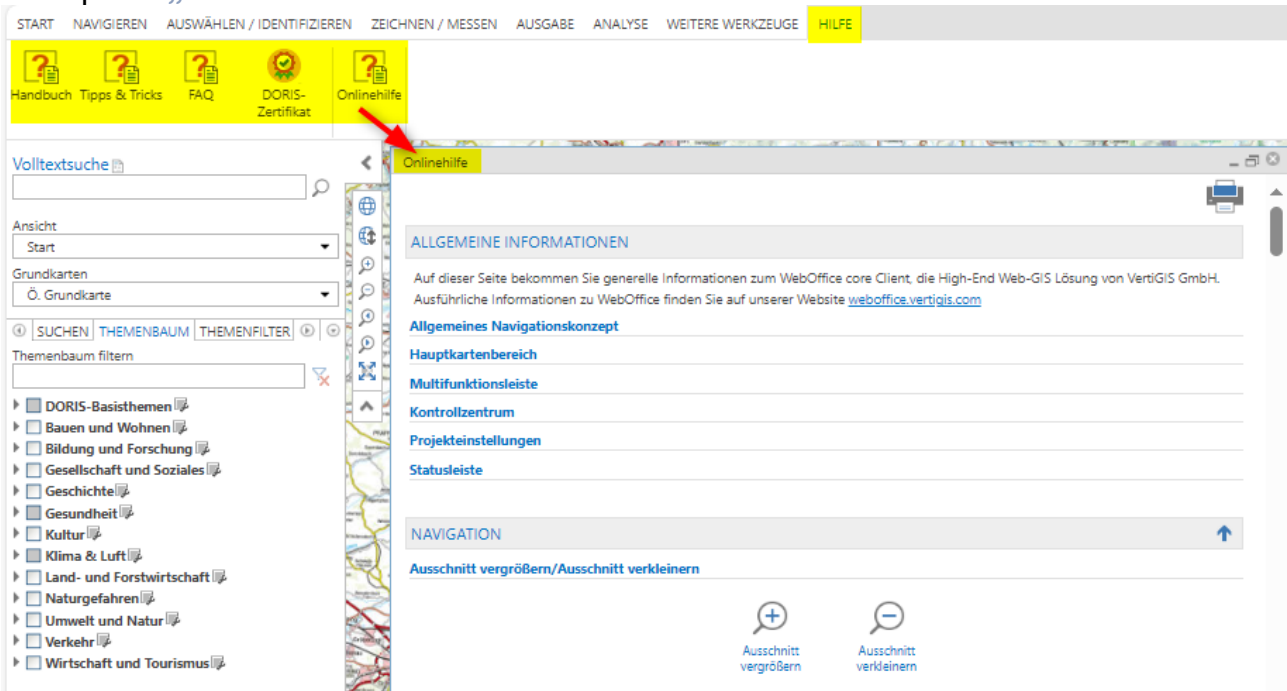 START NAVIGIEREN AUSWÄHLEN / IDENTIFIZIEREN ZEICHNEN / MESSEN AUSGABE ANALYSE WEITERE WERKZEUGE HILFE
Handbuch Tipps & Tricks FAQ DORIS-Zertifikat Onlinehilfe
Volltextsuche
Ansicht
Start
Grundkarten
Ö. Grundkarte
SUCHEN THEMENBAUM THEMENFILTER
Themenbaum filtern
DORIS-Basisthemen
Bauen und Wohnen
Bildung und Forschung
Gesellschaft und Soziales
Geschichte
Gesundheit
Kultur
Klima & Luft
Land- und Forstwirtschaft
Naturgefahren
Umwelt und Natur
Verkehr
Wirtschaft und Tourismus
Onlinehilfe
ALLGEMEINE INFORMATIONEN
Auf dieser Seite bekommen Sie generelle Informationen zum WebOffice core Client, die High-End Web-GIS Lösung von VertiGIS GmbH.
Ausführliche Informationen zu WebOffice finden Sie auf unserer Website weboffice.vertigis.com
Allgemeines Navigationskonzept
Hauptkartenbereich
Multifunktionsleiste
Kontrollzentrum
Projekteinstellungen
Statusleiste
NAVIGATION
Ausschnitt vergrößern/Ausschnitt verkleinern
Ausschnitt vergrößern
Ausschnitt verkleinern